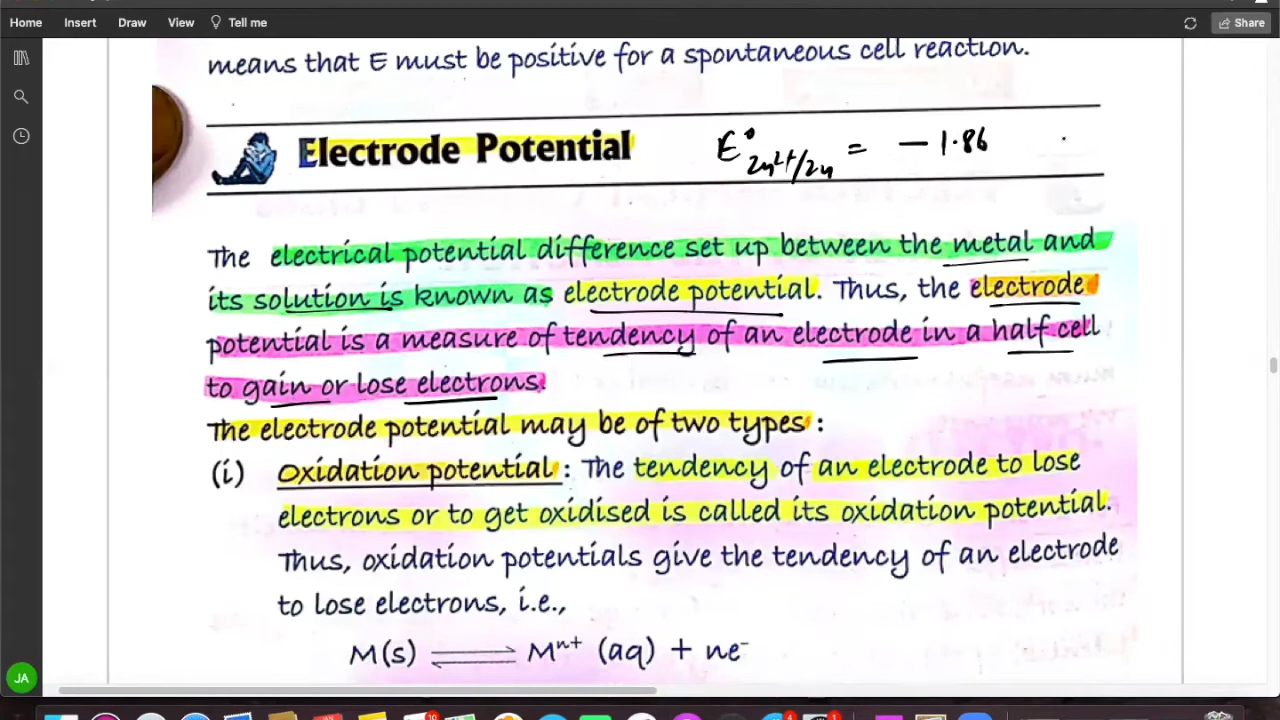 Home Insert Draw View Tell me Share
means that E must be positive for a spontaneous cell reaction.
Electrode Potential E° Zn²⁺/Zn = – 1.86
The electrical potential difference set up between the metal and
its solution is known as electrode potential. Thus, the electrode
potential is a measure of tendency of an electrode in a half cell
to gain or lose electrons.
The electrode potential may be of two types :
(i) Oxidation potential : The tendency of an electrode to lose
electrons or to get oxidised is called its oxidation potential.
Thus, oxidation potentials give the tendency of an electrode
to lose electrons, i.e.,
M(s) ⇌ Mⁿ⁺ (aq) + ne⁻
JA
10
4
1